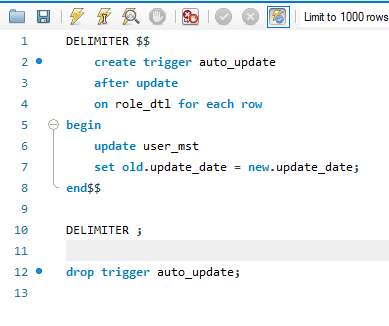 Limit to 1000 rows
1 DELIMITER $$
2 create trigger auto_update
3 after update
4 on role_dtl for each row
5 begin
6 update user_mst
7 set old.update_date = new.update_date;
8 end$$
9
10 DELIMITER ;
11
12 drop trigger auto_update;
13